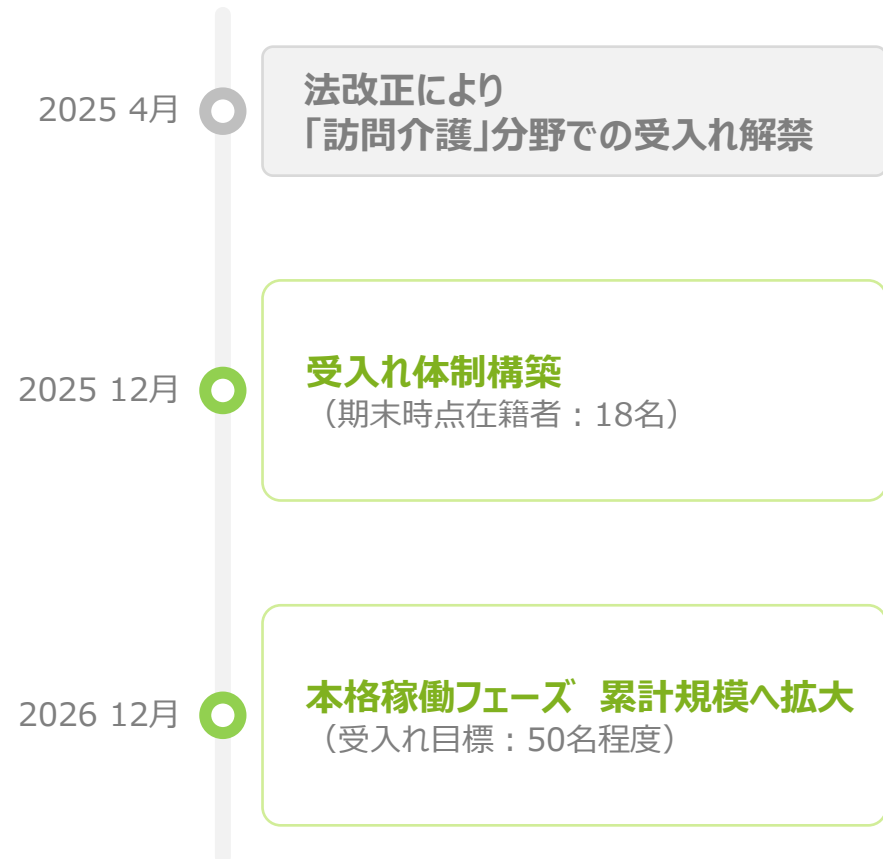 2025 4月
法改正により
「訪問介護」分野での受入れ解禁
2025 12月
受入れ体制構築
（期末時点在籍者：18名）
2026 12月
本格稼働フェーズ　累計規模へ拡大
（受入れ目標：50名程度）